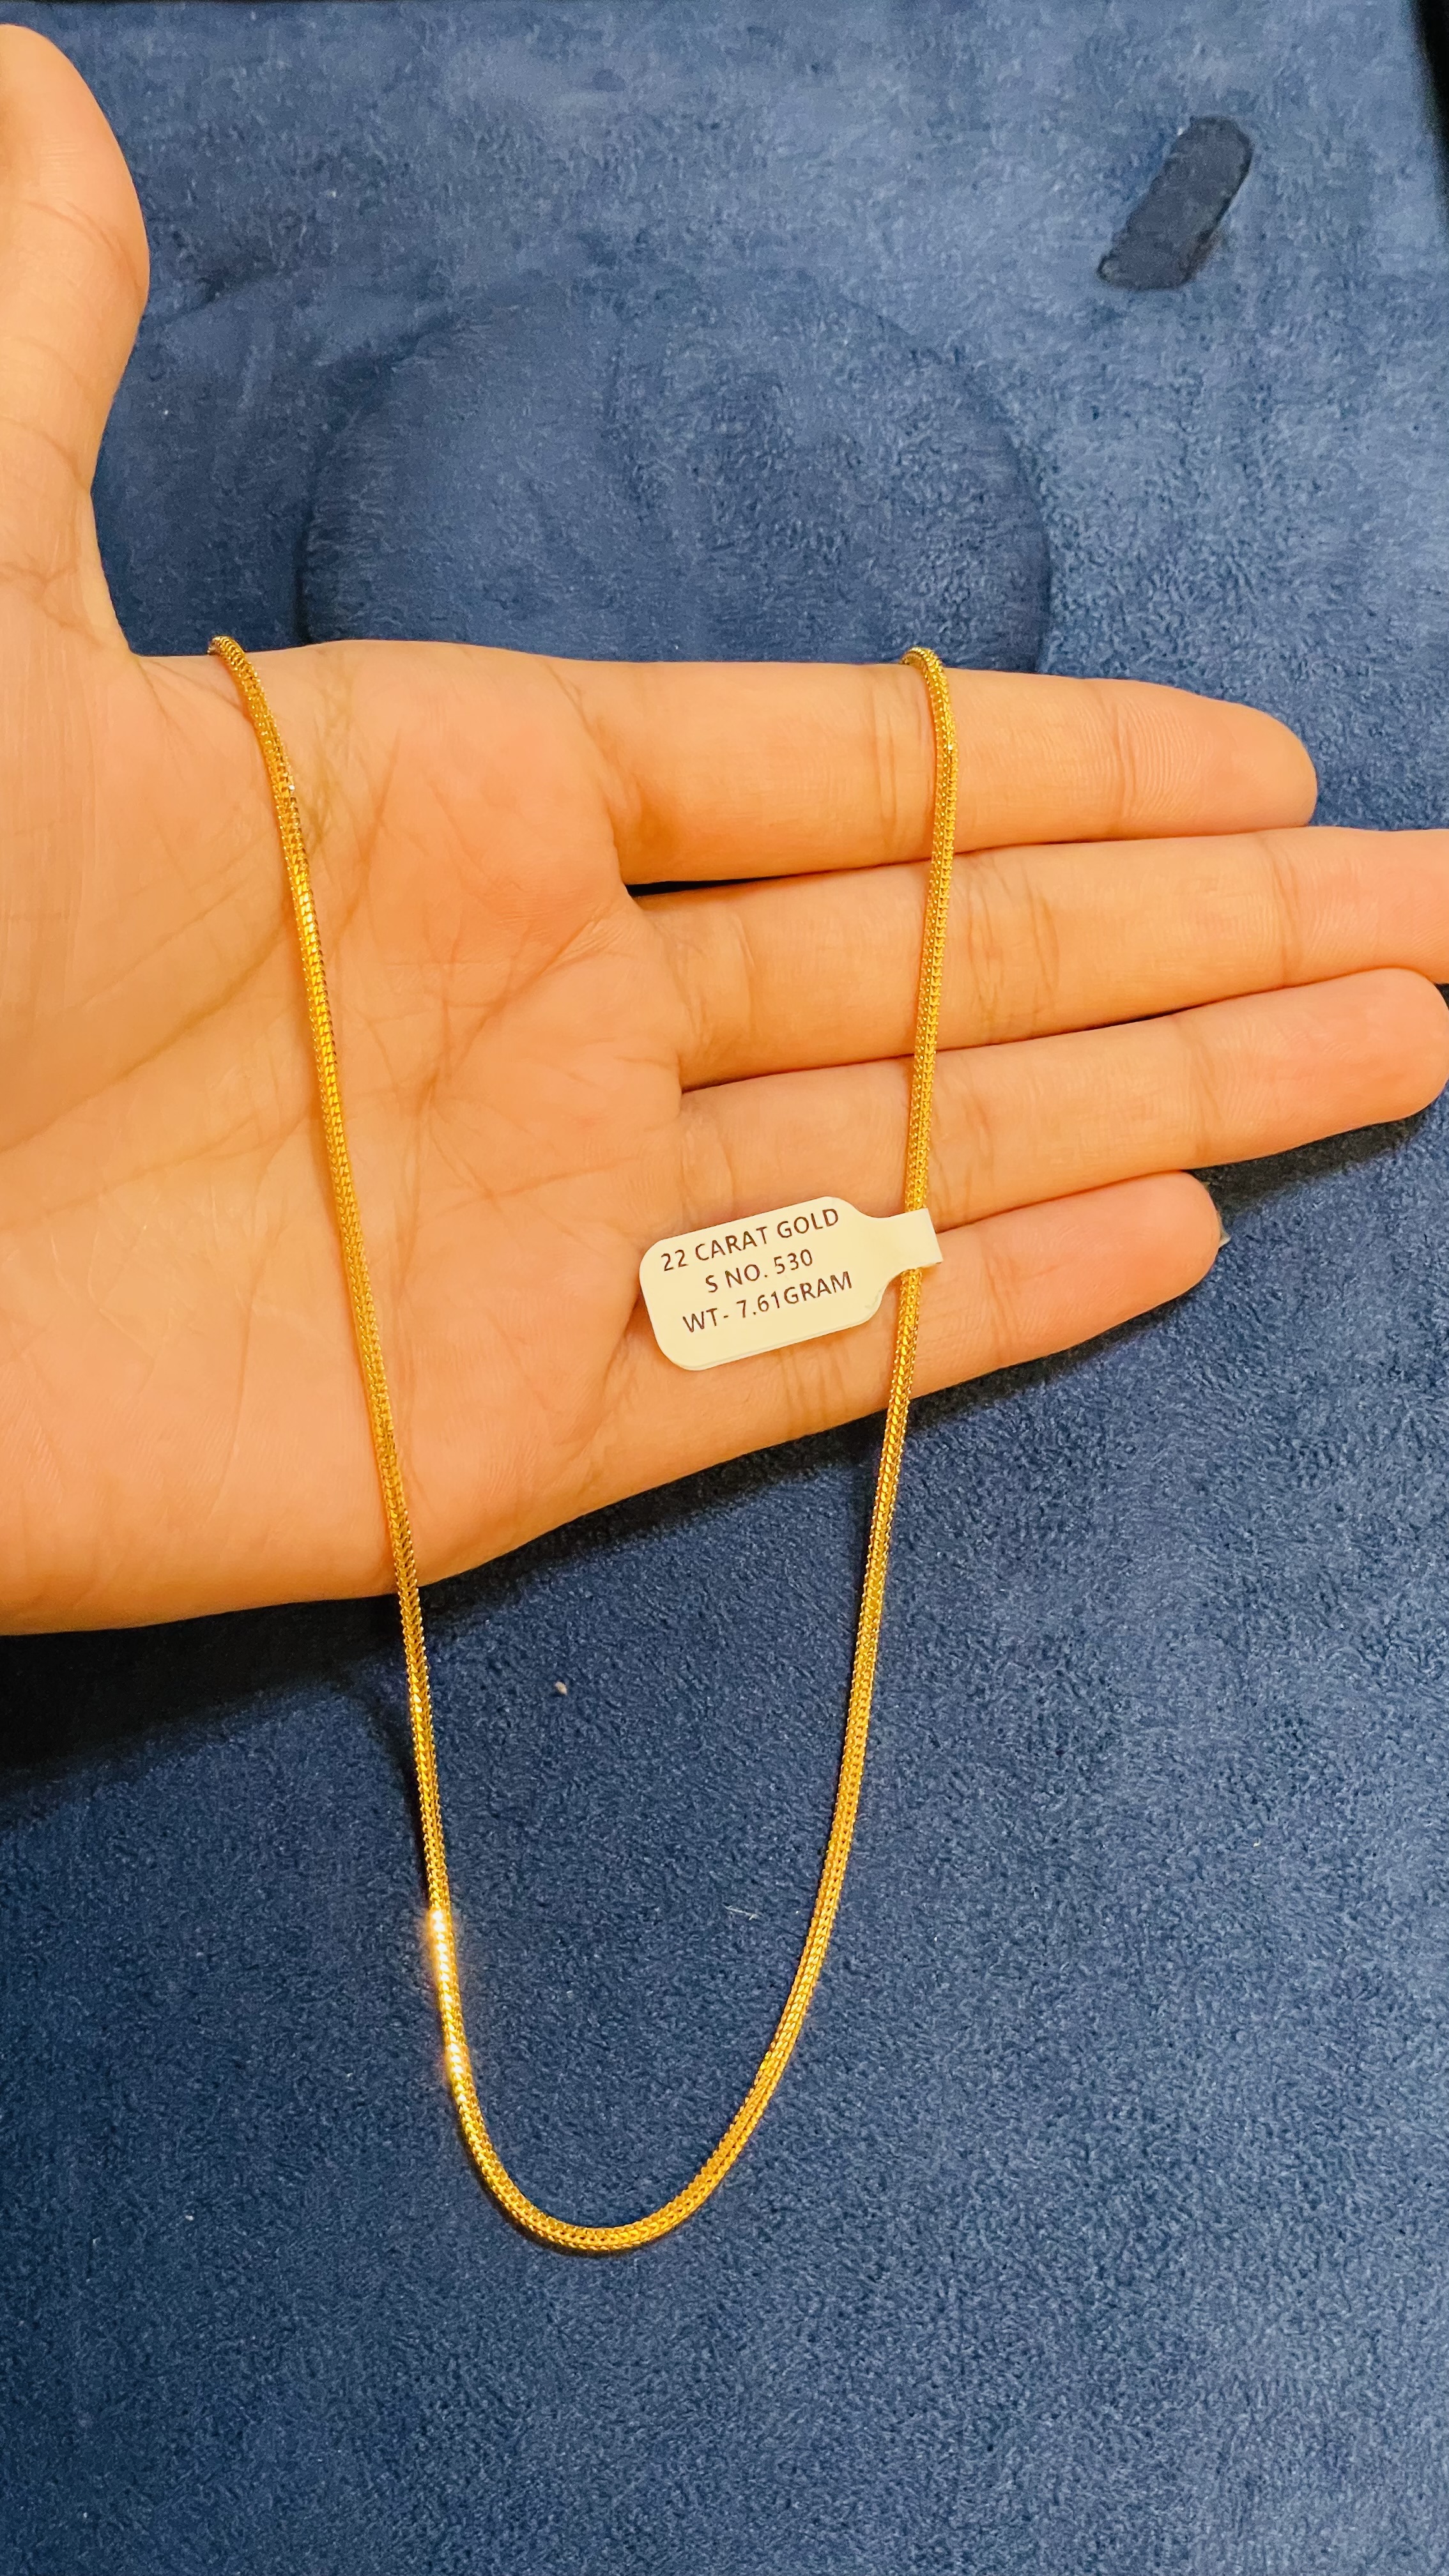 22 CARAT GOLD
S NO. 530
WT- 7.61GRAM